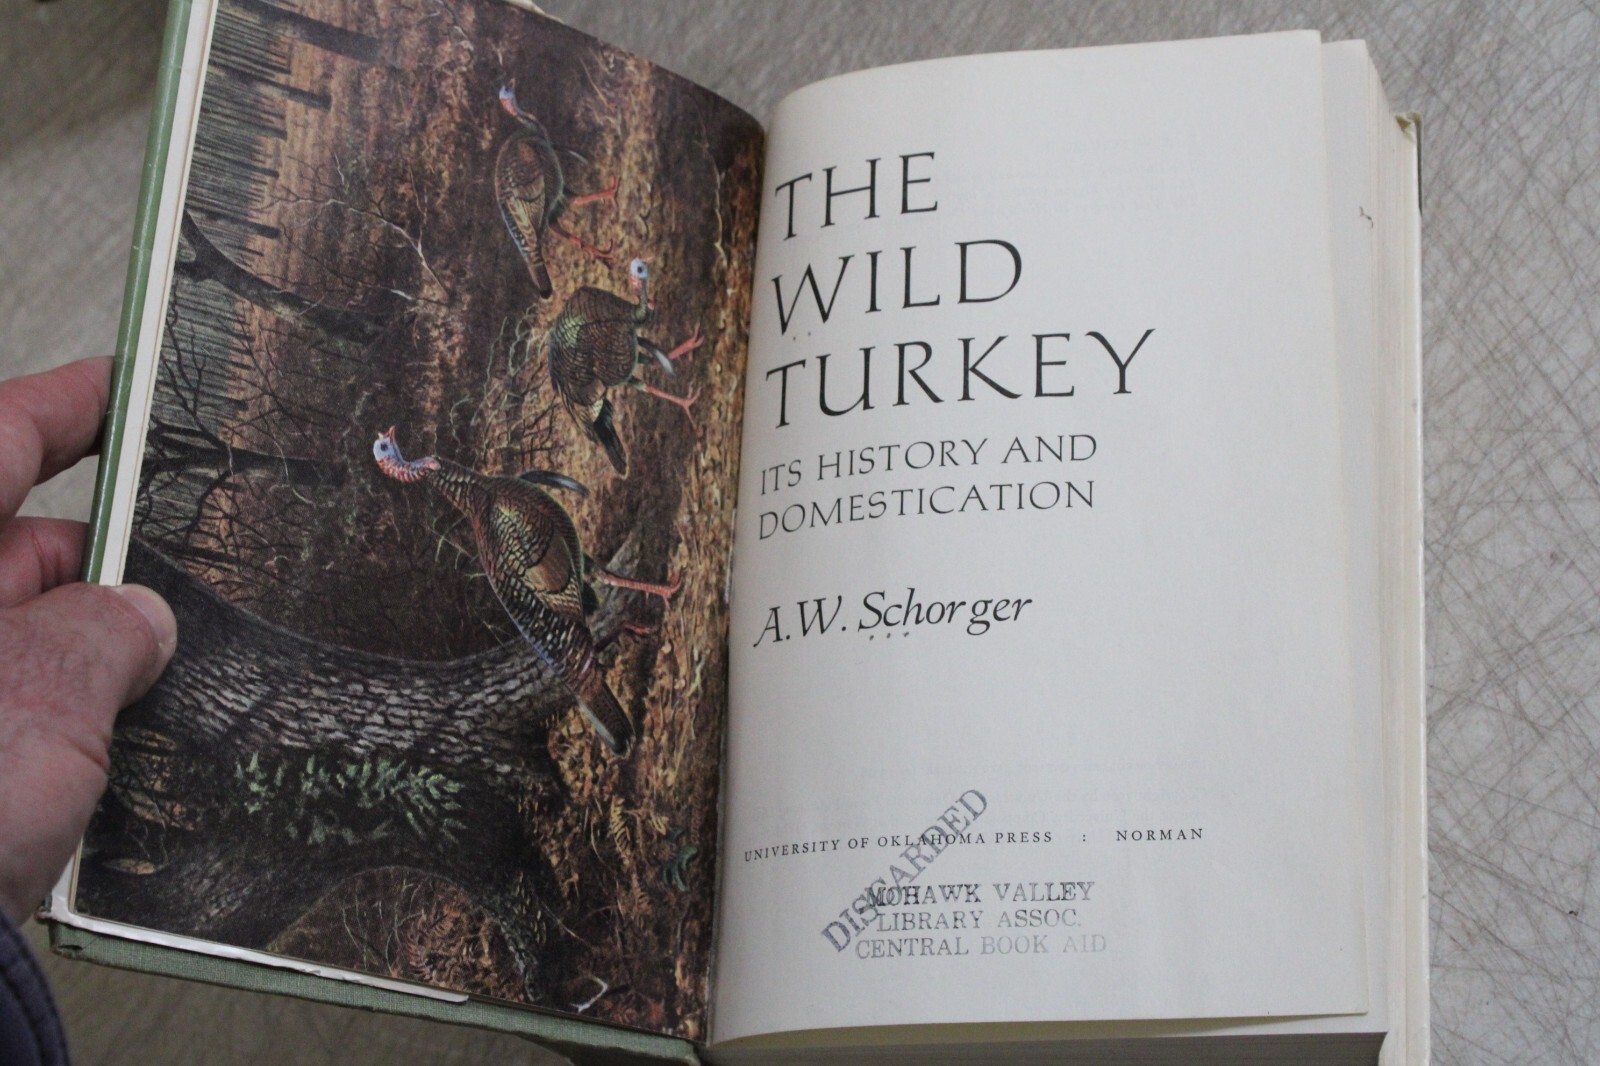 THE
WILD
TURKEY
ITS HISTORY AND
DOMESTICATION
A.W. Schorger
UNIVERSITY OF OKLAHOMA PRESS : NORMAN
DISCARDED
MOHAWK VALLEY
LIBRARY ASSOC.
CENTRAL BOOK AID